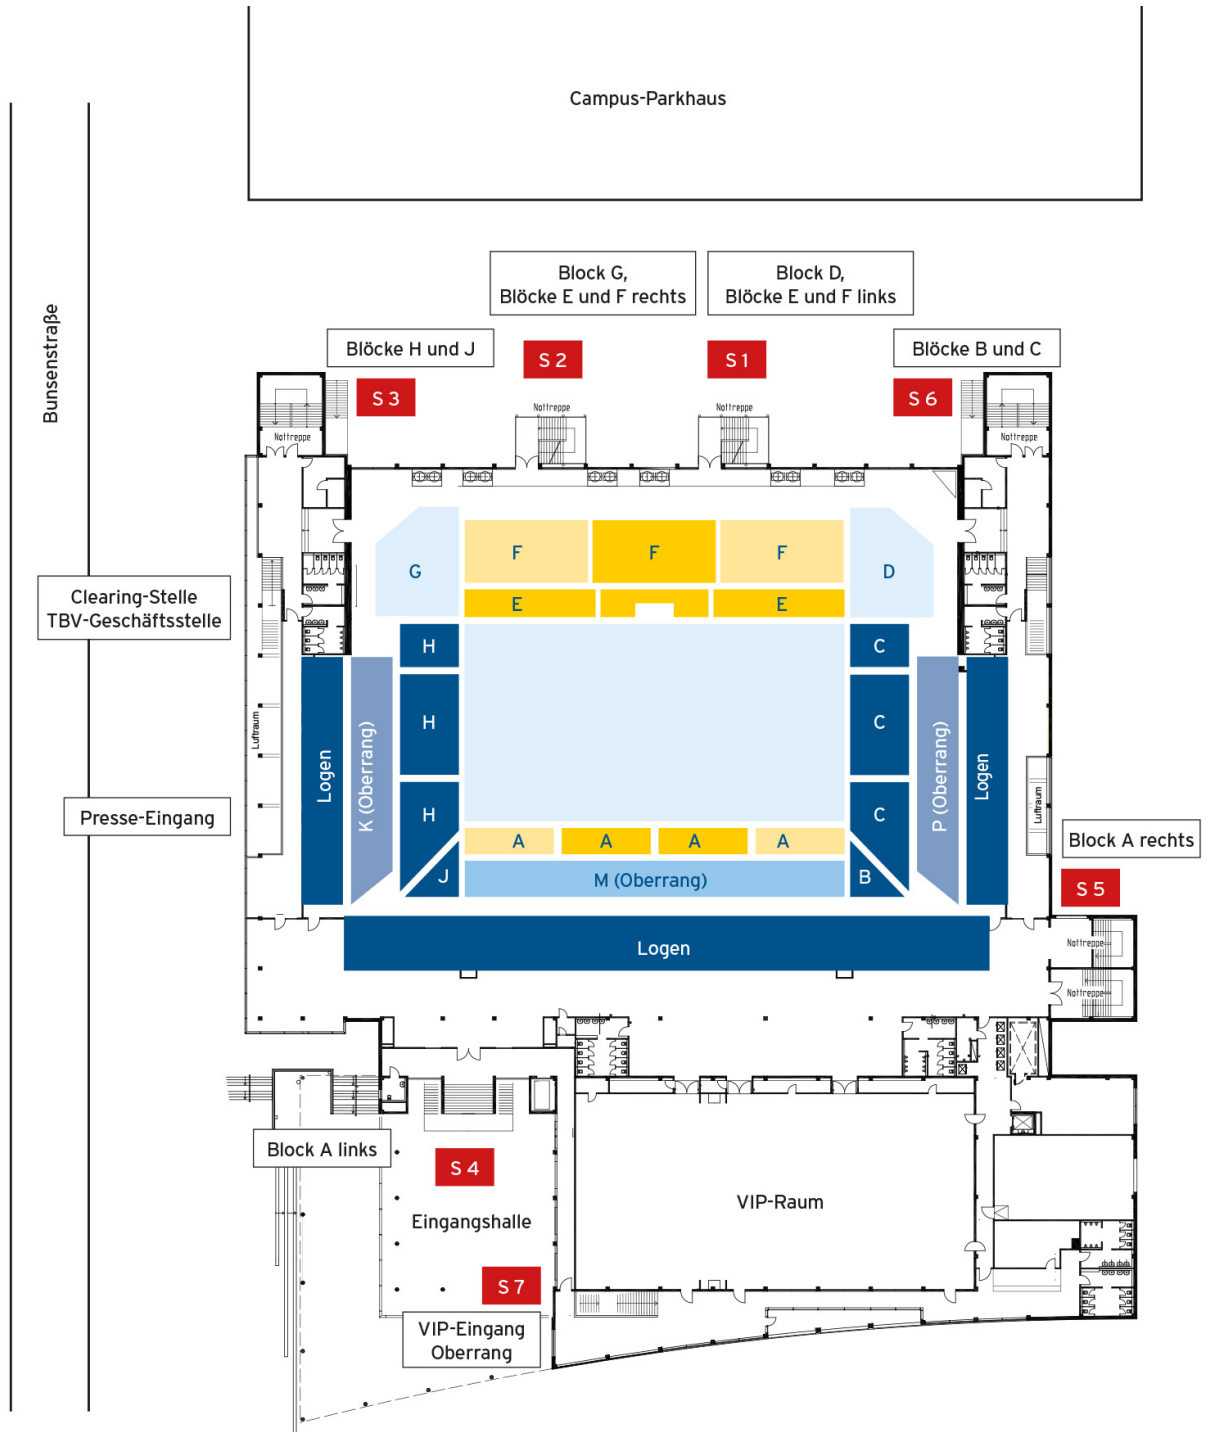 Campus-Parkhaus
Bunsenstraße
Block G,
Blöcke E und F rechts
Block D,
Blöcke E und F links
Blöcke H und J
Blöcke B und C
S 2
S 1
S 3
S 6
Nottreppe
Nottreppe
Nottreppe
Nottreppe
F
F
F
G
D
E
E
Clearing-Stelle
TBV-Geschäftsstelle
H
C
H
C
Luftraum
Logen
K (Oberrang)
P (Oberrang)
Logen
Luftraum
Presse-Eingang
H
C
A
A
A
A
Block A rechts
J
M (Oberrang)
B
S 5
Logen
Nottreppe
Nottreppe
Block A links
S 4
Eingangshalle
VIP-Raum
S 7
VIP-Eingang
Oberrang